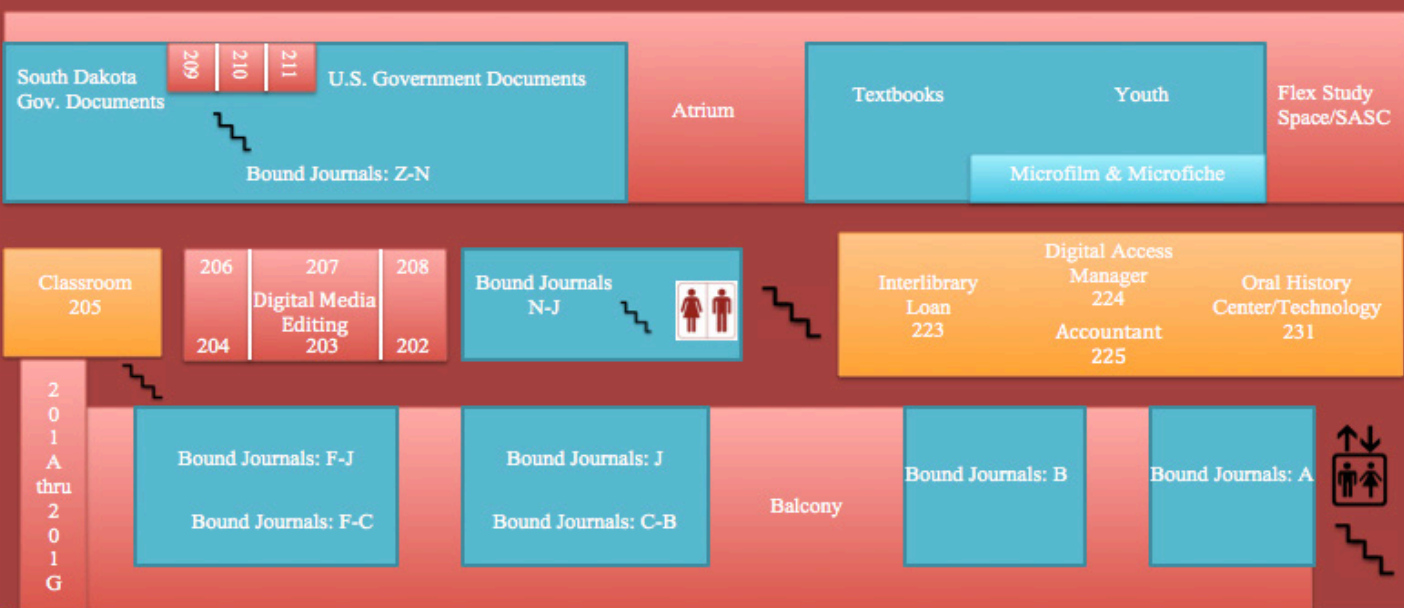 South Dakota
Gov. Documents
209
210
211
U.S. Government Documents
Bound Journals: Z-N
Atrium
Textbooks
Youth
Microfilm & Microfiche
Flex Study
Space/SASC
Classroom
205
206
207
208
Digital Media
Editing
204
203
202
Bound Journals
N-J
Interlibrary
Loan
223
Digital Access
Manager
224
Accountant
225
Oral History
Center/Technology
231
2
0
1
A
thru
2
0
1
G
Bound Journals: F-J
Bound Journals: F-C
Bound Journals: J
Bound Journals: C-B
Balcony
Bound Journals: B
Bound Journals: A